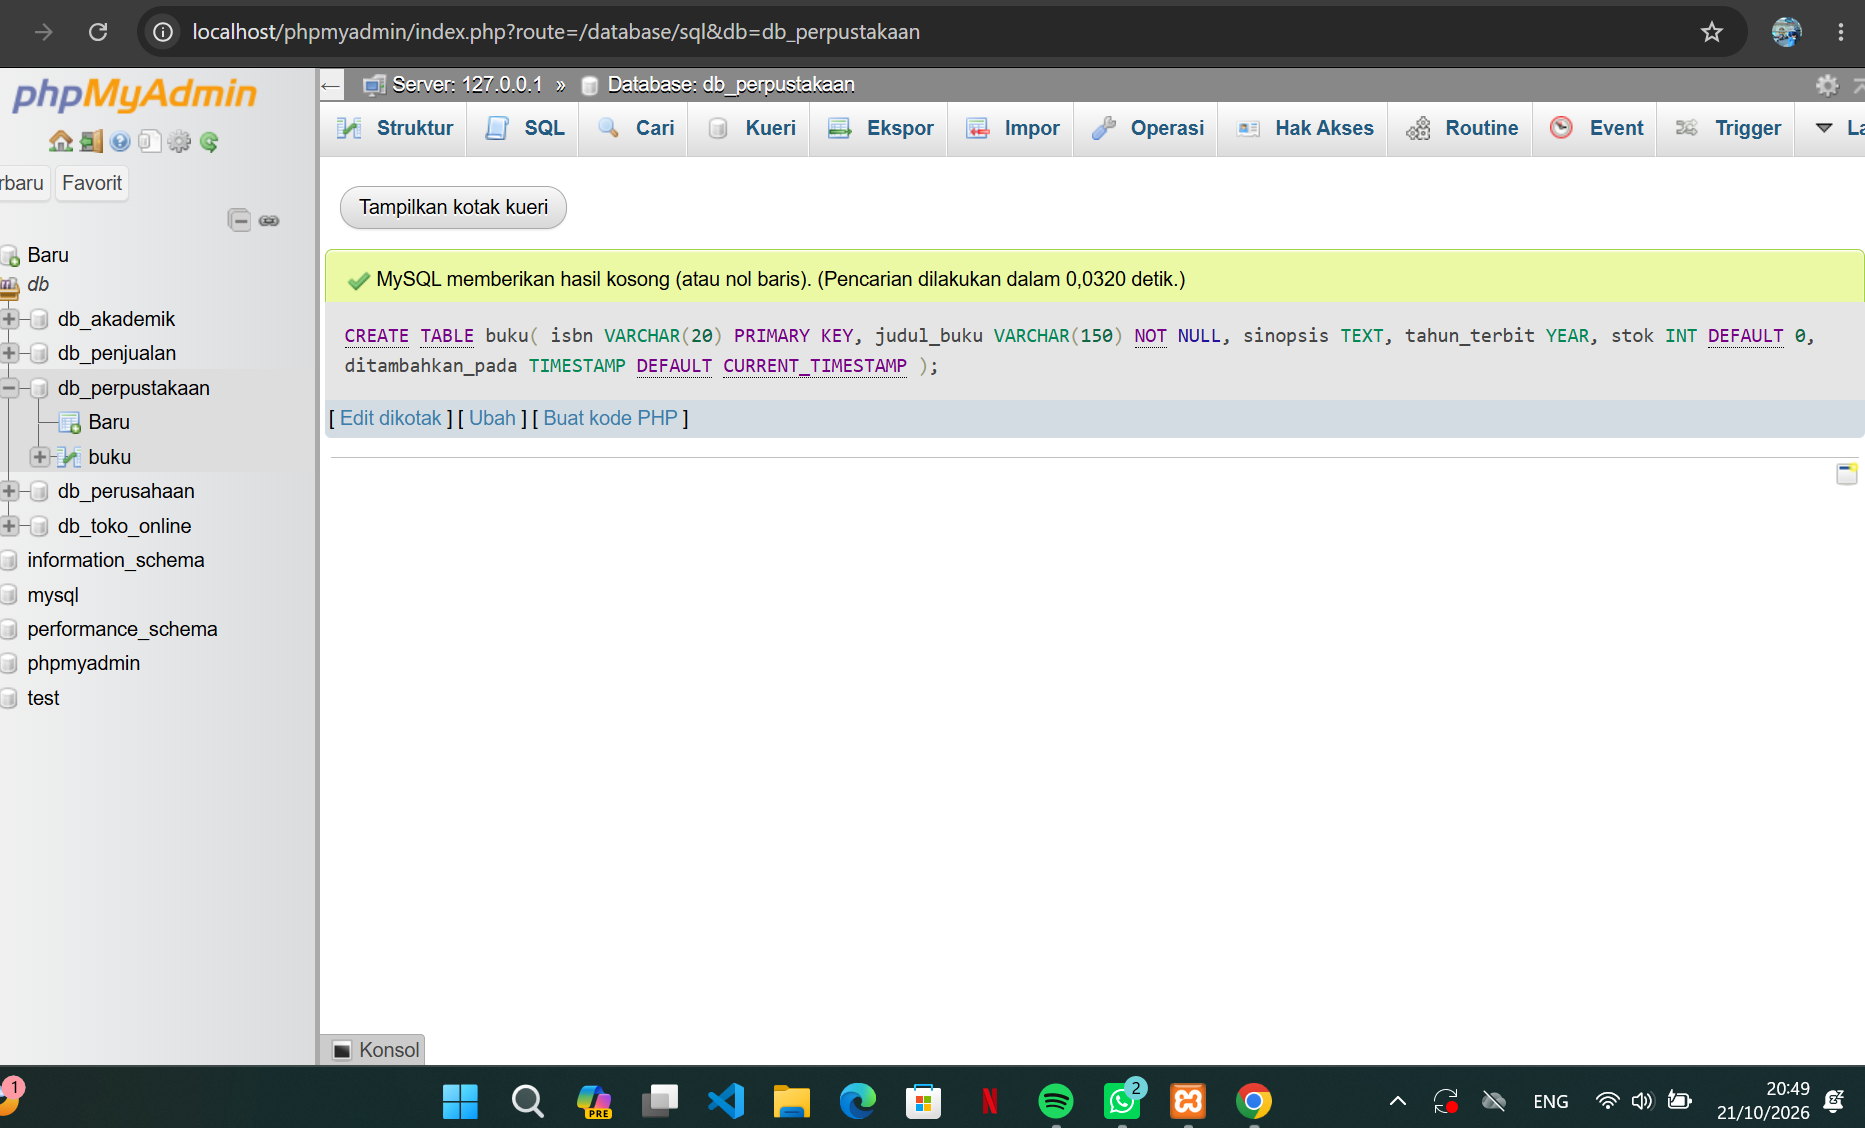 localhost/phpmyadmin/index.php?route=/database/sql&db=db_perpustakaan
phpMyAdmin
rbaru Favorit
Baru
db
db_akademik
db_penjualan
db_perpustakaan
Baru
buku
db_perusahaan
db_toko_online
information_schema
mysql
performance_schema
phpmyadmin
test
Server: 127.0.0.1 » Database: db_perpustakaan
Struktur SQL Cari Kueri Ekspor Impor Operasi Hak Akses Routine Event Trigger La
Tampilkan kotak kueri
MySQL memberikan hasil kosong (atau nol baris). (Pencarian dilakukan dalam 0,0320 detik.)
CREATE TABLE buku( isbn VARCHAR(20) PRIMARY KEY, judul_buku VARCHAR(150) NOT NULL, sinopsis TEXT, tahun_terbit YEAR, stok INT DEFAULT 0,
ditambahkan_pada TIMESTAMP DEFAULT CURRENT_TIMESTAMP );
[ Edit dikotak ] [ Ubah ] [ Buat kode PHP ]
Konsol
1
PRE
2
ENG
20:49
21/10/2026